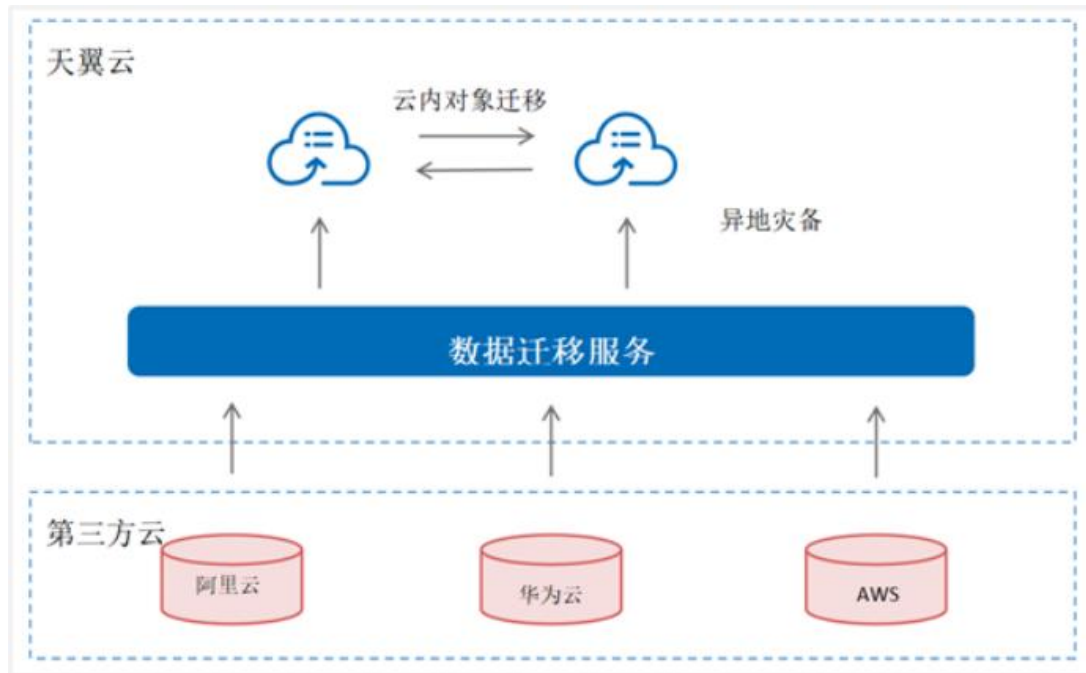 天翼云
云内对象迁移
异地灾备
数据迁移服务
第三方云
阿里云
华为云
AWS